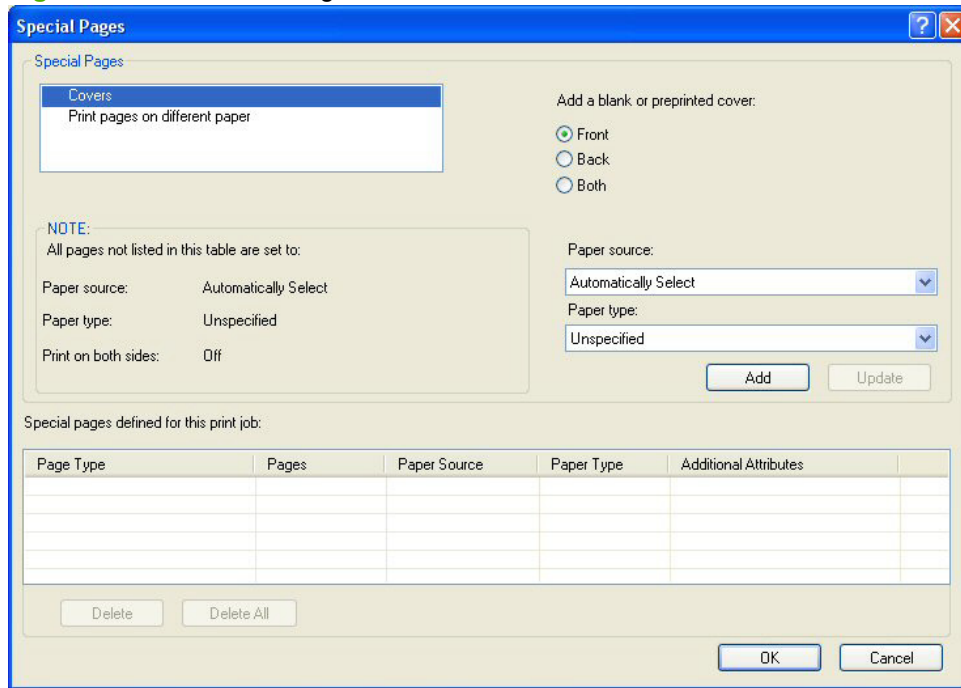 Special Pages
Special Pages
Covers
Print pages on different paper
Add a blank or preprinted cover:
Front
Back
Both
NOTE:
All pages not listed in this table are set to:
Paper source: Automatically Select
Paper type: Unspecified
Print on both sides: Off
Paper source:
Automatically Select
Paper type:
Unspecified
Add Update
Special pages defined for this print job:
Page Type Pages Paper Source Paper Type Additional Attributes
Delete Delete All
OK Cancel